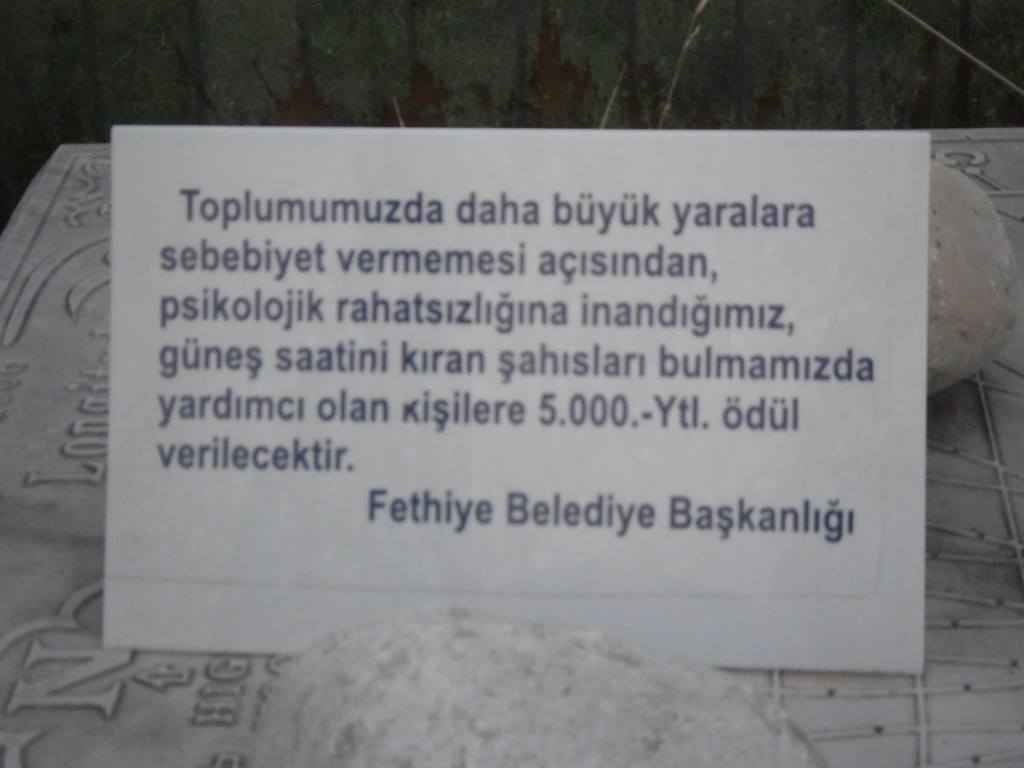 Toplumumuzda daha büyük yaralara
sebebiyet vermemesi açısından,
psikolojik rahatsızlığına inandığımız,
güneş saatini kıran şahısları bulmamızda
yardımcı olan kişilere 5.000.-Ytl. ödül
verilecektir.
Fethiye Belediye Başkanlığı
N